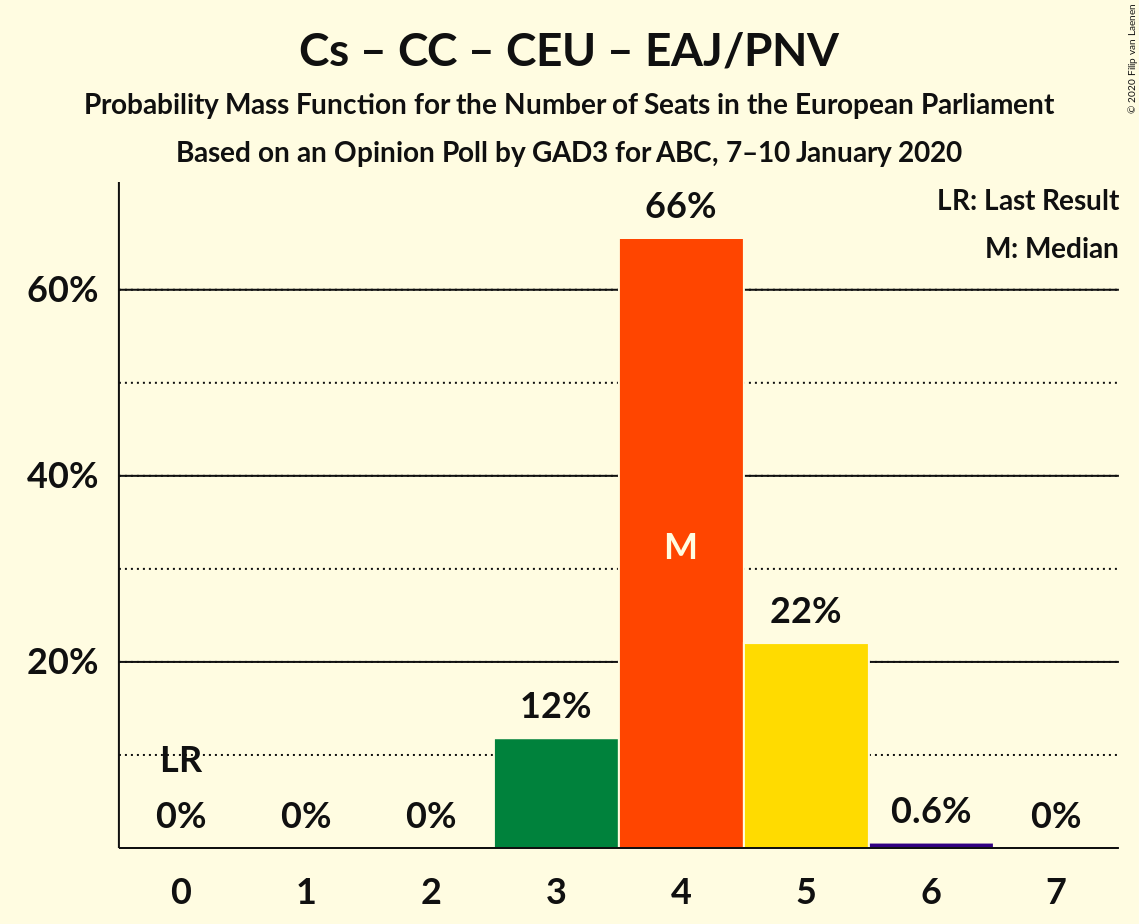 Cs – CC – CEU – EAJ/PNV
Probability Mass Function for the Number of Seats in the European Parliament
Based on an Opinion Poll by GAD3 for ABC, 7–10 January 2020
© 2020 Filip van Laenen
LR: Last Result
M: Median
66%
60%
40%
M
22%
20%
12%
LR
0%
0%
0%
0.6%
0%
0
1
2
3
4
5
6
7